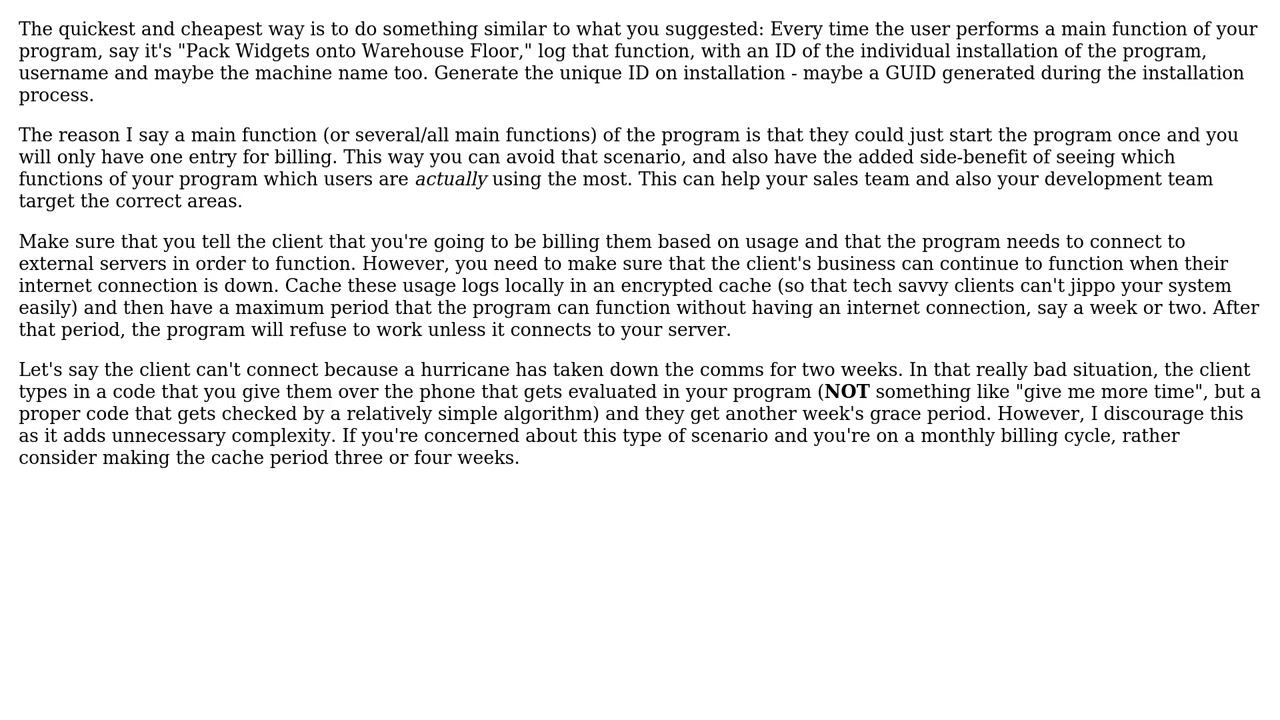 The quickest and cheapest way is to do something similar to what you suggested: Every time the user performs a main function of your
program, say it's "Pack Widgets onto Warehouse Floor," log that function, with an ID of the individual installation of the program,
username and maybe the machine name too. Generate the unique ID on installation - maybe a GUID generated during the installation
process.
The reason I say a main function (or several/all main functions) of the program is that they could just start the program once and you
will only have one entry for billing. This way you can avoid that scenario, and also have the added side-benefit of seeing which
functions of your program which users are actually using the most. This can help your sales team and also your development team
target the correct areas.
Make sure that you tell the client that you're going to be billing them based on usage and that the program needs to connect to
external servers in order to function. However, you need to make sure that the client's business can continue to function when their
internet connection is down. Cache these usage logs locally in an encrypted cache (so that tech savvy clients can't jippo your system
easily) and then have a maximum period that the program can function without having an internet connection, say a week or two. After
that period, the program will refuse to work unless it connects to your server.
Let's say the client can't connect because a hurricane has taken down the comms for two weeks. In that really bad situation, the client
types in a code that you give them over the phone that gets evaluated in your program (NOT something like "give me more time", but a
proper code that gets checked by a relatively simple algorithm) and they get another week's grace period. However, I discourage this
as it adds unnecessary complexity. If you're concerned about this type of scenario and you're on a monthly billing cycle, rather
consider making the cache period three or four weeks.